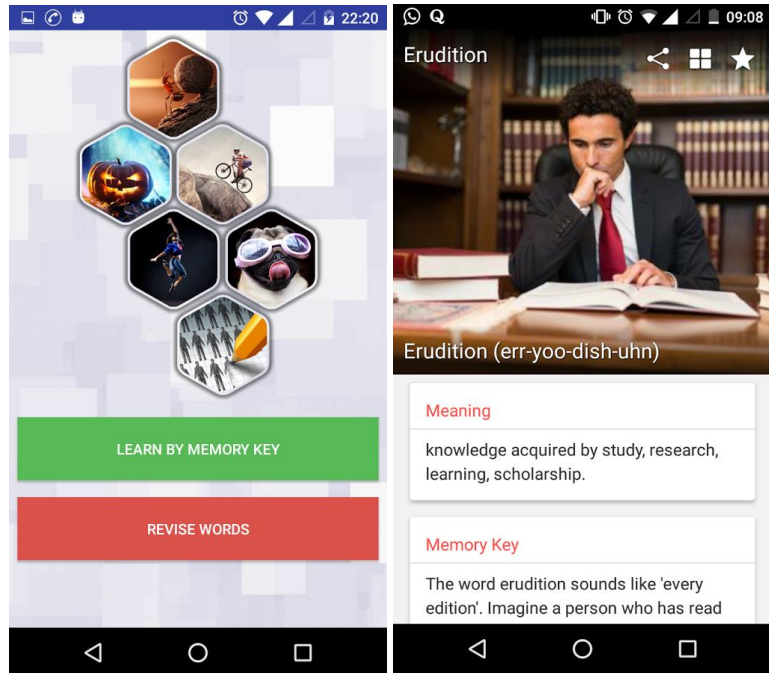 22:20
LEARN BY MEMORY KEY
REVISE WORDS
Q
09:08
Erudition
Erudition (err-yoo-dish-uhn)
Meaning
knowledge acquired by study, research,
learning, scholarship.
Memory Key
The word erudition sounds like 'every
edition'. Imagine a person who has read